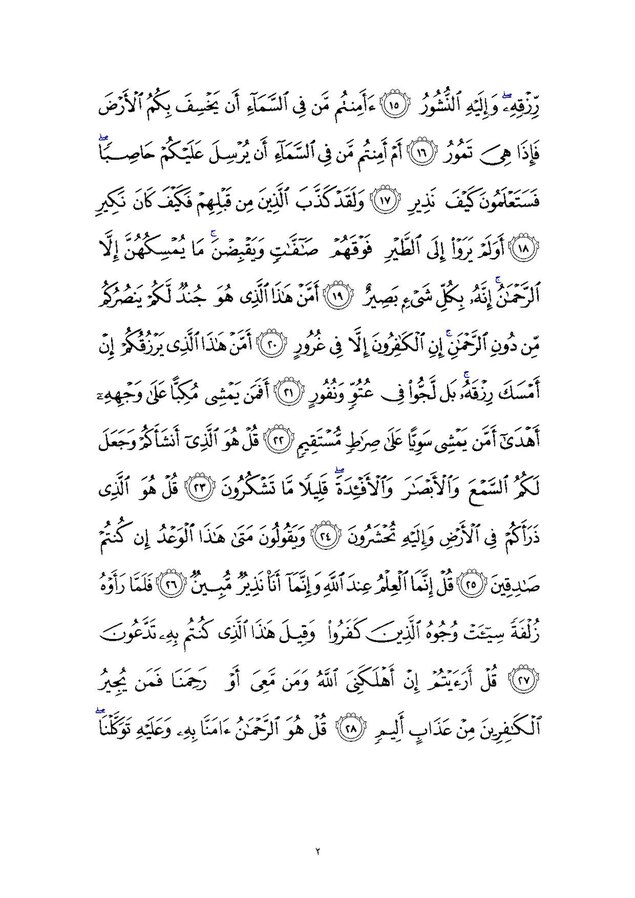 رِّزْقِهِۦۖ وَإِلَيْهِ ٱلنُّشُورُ ١٥ ءَأَمِنتُم مَّن فِى ٱلسَّمَآءِ أَن يَخْسِفَ بِكُمُ ٱلْأَرْضَ
فَإِذَا هِىَ تَمُورُ ١٦ أَمْ أَمِنتُم مَّن فِى ٱلسَّمَآءِ أَن يُرْسِلَ عَلَيْكُمْ حَاصِبًاۖ
فَسَتَعْلَمُونَ كَيْفَ نَذِيرِ ١٧ وَلَقَدْ كَذَّبَ ٱلَّذِينَ مِن قَبْلِهِمْ فَكَيْفَ كَانَ نَكِيرِ
١٨ أَوَلَمْ يَرَوْا۟ إِلَى ٱلطَّيْرِ فَوْقَهُمْ صَٰٓفَّٰتٍ وَيَقْبِضْنَۚ مَا يُمْسِكُهُنَّ إِلَّا
ٱلرَّحْمَٰنُۚ إِنَّهُۥ بِكُلِّ شَىْءٍۭ بَصِيرٌ ١٩ أَمَّنْ هَٰذَا ٱلَّذِى هُوَ جُندٌ لَّكُمْ يَنصُرُكُم
مِّن دُونِ ٱلرَّحْمَٰنِۚ إِنِ ٱلْكَٰفِرُونَ إِلَّا فِى غُرُورٍ ٢٠ أَمَّنْ هَٰذَا ٱلَّذِى يَرْزُقُكُمْ إِنْ
أَمْسَكَ رِزْقَهُۥۚ بَل لَّجُّوا۟ فِى عُتُوٍّ وَنُفُورٍ ٢١ أَفَمَن يَمْشِى مُكِبًّا عَلَىٰ وَجْهِهِۦٓ
أَهْدَىٰٓ أَمَّن يَمْشِى سَوِيًّا عَلَىٰ صِرَٰطٍ مُّسْتَقِيمٍ ٢٢ قُلْ هُوَ ٱلَّذِىٓ أَنشَأَكُمْ وَجَعَلَ
لَكُمُ ٱلسَّمْعَ وَٱلْأَبْصَٰرَ وَٱلْأَفْـِٔدَةَۖ قَلِيلًا مَّا تَشْكُرُونَ ٢٣ قُلْ هُوَ ٱلَّذِى
ذَرَأَكُمْ فِى ٱلْأَرْضِ وَإِلَيْهِ تُحْشَرُونَ ٢٤ وَيَقُولُونَ مَتَىٰ هَٰذَا ٱلْوَعْدُ إِن كُنتُمْ
صَٰدِقِينَ ٢٥ قُلْ إِنَّمَا ٱلْعِلْمُ عِندَ ٱللَّهِ وَإِنَّمَآ أَنَا۠ نَذِيرٌ مُّبِينٌ ٢٦ فَلَمَّا رَأَوْهُ
زُلْفَةً سِيٓـَٔتْ وُجُوهُ ٱلَّذِينَ كَفَرُوا۟ وَقِيلَ هَٰذَا ٱلَّذِى كُنتُم بِهِۦ تَدَّعُونَ
٢٧ قُلْ أَرَءَيْتُمْ إِنْ أَهْلَكَنِىَ ٱللَّهُ وَمَن مَّعِىَ أَوْ رَحِمَنَا فَمَن يُجِيرُ
ٱلْكَٰفِرِينَ مِنْ عَذَابٍ أَلِيمٍ ٢٨ قُلْ هُوَ ٱلرَّحْمَٰنُ ءَامَنَّا بِهِۦ وَعَلَيْهِ تَوَكَّلْنَاۖ
٢